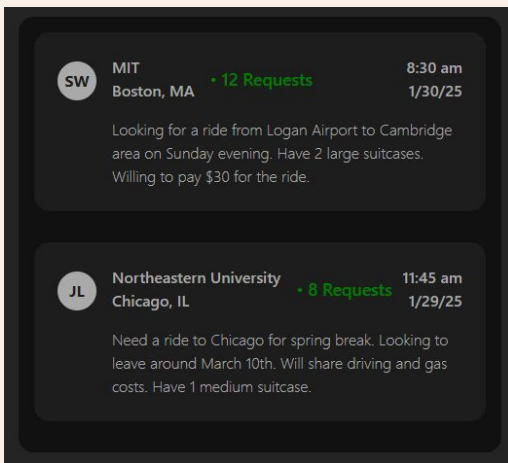 SW
MIT
Boston, MA
• 12 Requests
8:30 am
1/30/25
Looking for a ride from Logan Airport to Cambridge
area on Sunday evening. Have 2 large suitcases.
Willing to pay $30 for the ride.
JL
Northeastern University
Chicago, IL
• 8 Requests
11:45 am
1/29/25
Need a ride to Chicago for spring break. Looking to
leave around March 10th. Will share driving and gas
costs. Have 1 medium suitcase.